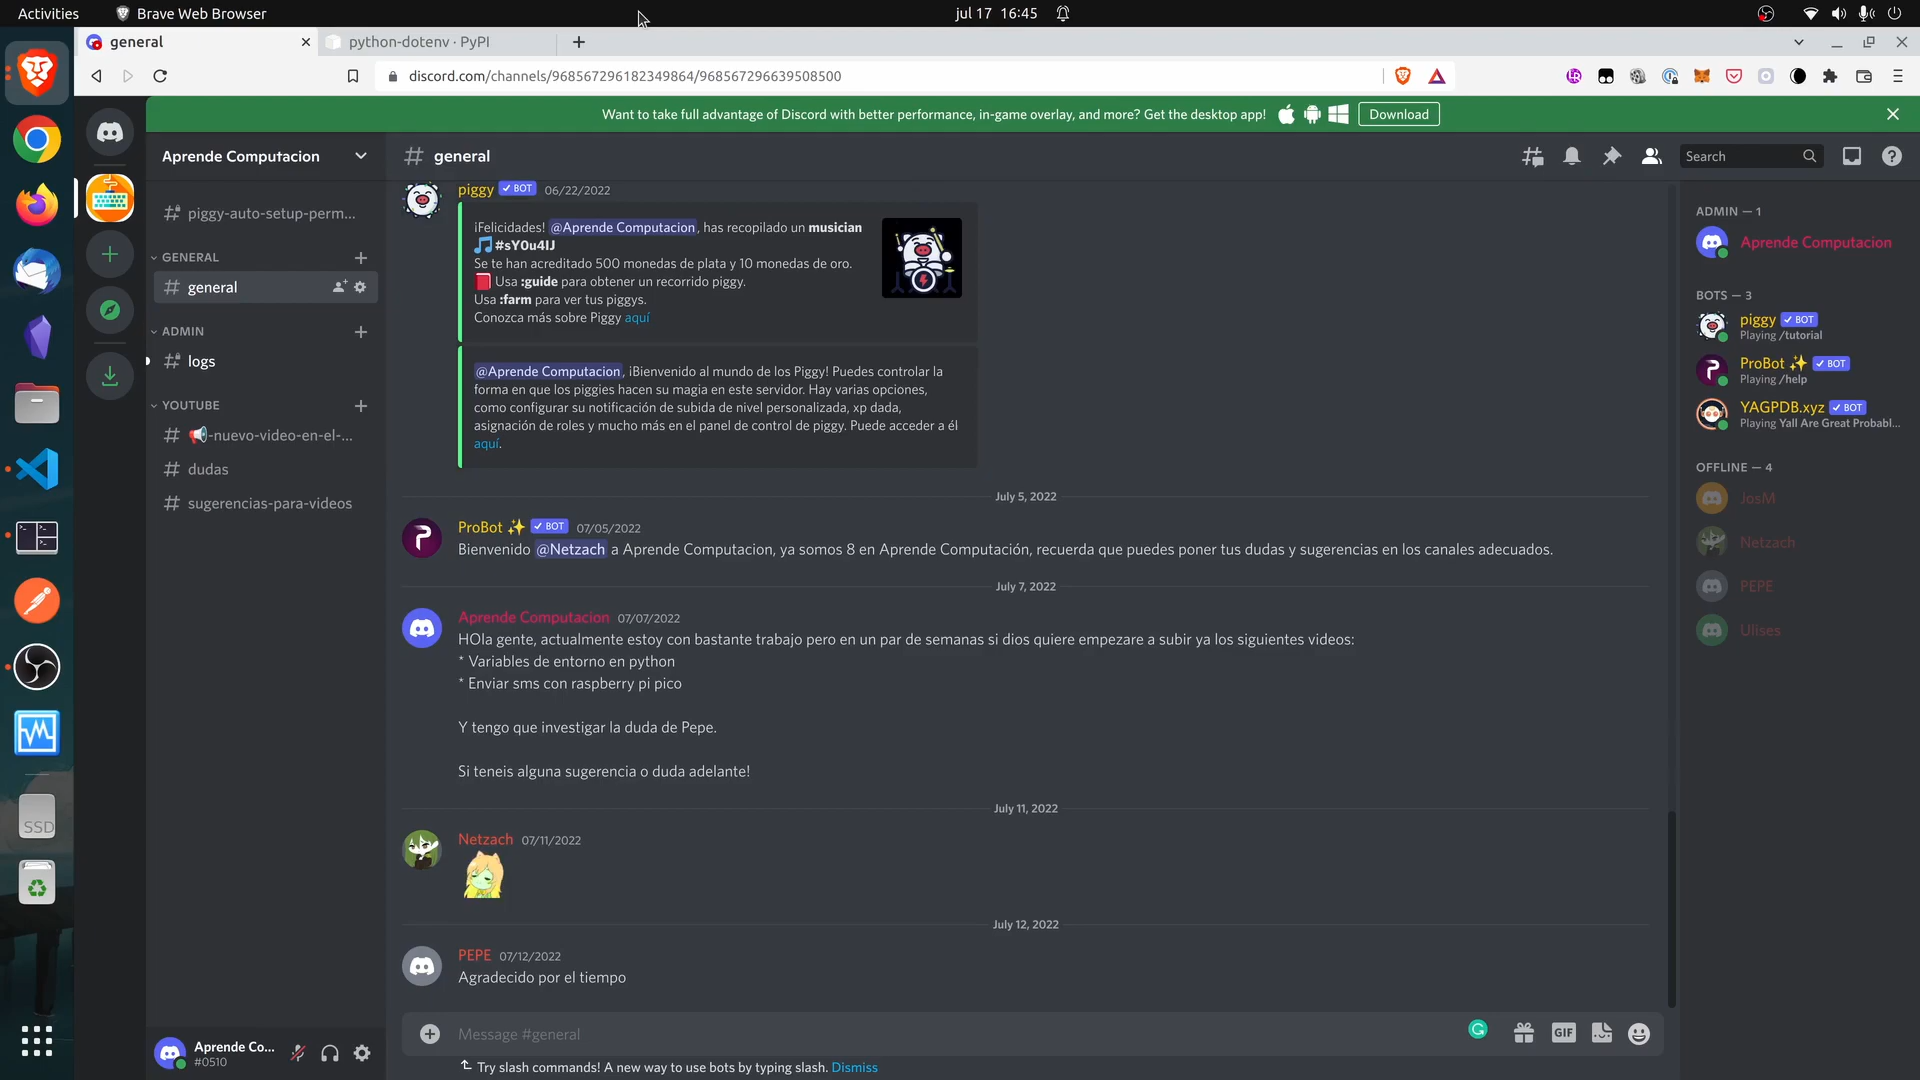 Activities
Brave Web Browser
jul 17 16:45
general
python-dotenv · PyPI
discord.com/channels/968567296182349864/968567296639508500
Want to take full advantage of Discord with better performance, in-game overlay, and more? Get the desktop app!
Download
Aprende Computacion
general
Search
piggy-auto-setup-perm...
GENERAL
general
ADMIN
logs
YOUTUBE
-nuevo-video-en-el-...
dudas
sugerencias-para-videos
piggy BOT 06/22/2022
¡Felicidades! @Aprende Computacion, has recopilado un musician
#sY0u4IJ
Se te han acreditado 500 monedas de plata y 10 monedas de oro.
Usa :guide para obtener un recorrido piggy.
Usa :farm para ver tus piggys.
Conozca más sobre Piggy aquí
@Aprende Computacion, ¡Bienvenido al mundo de los Piggy! Puedes controlar la
forma en que los piggies hacen su magia en este servidor. Hay varias opciones,
como configurar su notificación de subida de nivel personalizada, xp dada,
asignación de roles y mucho más en el panel de control de piggy. Puede acceder a él
aquí.
July 5, 2022
ProBot ✨ BOT 07/05/2022
Bienvenido @Netzach a Aprende Computacion, ya somos 8 en Aprende Computación, recuerda que puedes poner tus dudas y sugerencias en los canales adecuados.
July 7, 2022
Aprende Computacion 07/07/2022
HOla gente, actualmente estoy con bastante trabajo pero en un par de semanas si dios quiere empezare a subir ya los siguientes videos:
* Variables de entorno en python
* Enviar sms con raspberry pi pico
Y tengo que investigar la duda de Pepe.
Si teneis alguna sugerencia o duda adelante!
July 11, 2022
Netzach 07/11/2022
July 12, 2022
PEPE 07/12/2022
Agradecido por el tiempo
Message #general
GIF
Try slash commands! A new way to use bots by typing slash. Dismiss
ADMIN — 1
Aprende Computacion
BOTS — 3
piggy BOT
Playing /tutorial
ProBot ✨ BOT
Playing /help
YAGPDB.xyz BOT
Playing Yall Are Great Probabl...
OFFLINE — 4
JosM
Netzach
PEPE
Ulises
Aprende Co...
#0510
SSD